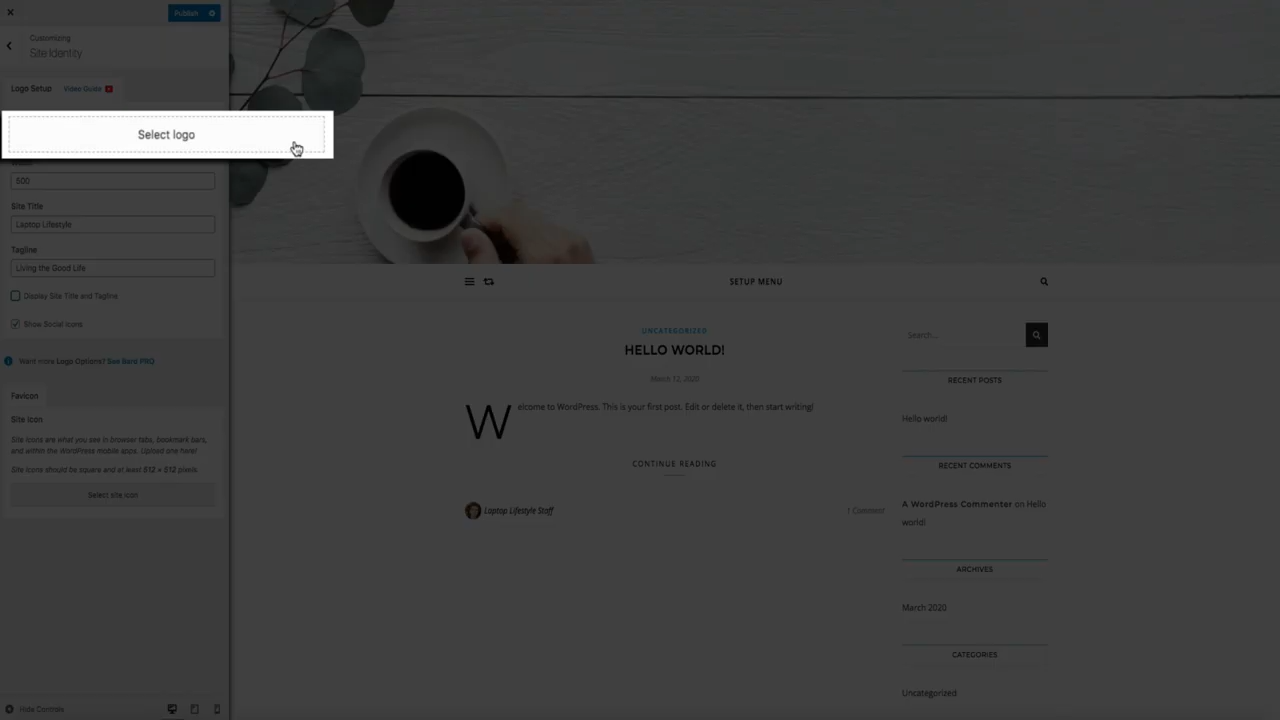 Publish
Customizing
Site Identity
Logo Setup
Video Guide
Select logo
500
Site Title
Laptop Lifestyle
Tagline
Living the Good Life
Display Site Title and Tagline
Show Social Icons
Want more Logo Options? See Bard PRO
Favicon
Site Icon
Site Icons are what you see in browser tabs, bookmark bars,
and within the WordPress mobile apps. Upload one here!
Site Icons should be square and at least 512 × 512 pixels.
Select site icon
Hide Controls
SETUP MENU
UNCATEGORIZED
HELLO WORLD!
March 12, 2020
Welcome to WordPress. This is your first post. Edit or delete it, then start writing!
CONTINUE READING
Laptop Lifestyle Staff
1 Comment
Search...
RECENT POSTS
Hello world!
RECENT COMMENTS
A WordPress Commenter on Hello
world!
ARCHIVES
March 2020
CATEGORIES
Uncategorized